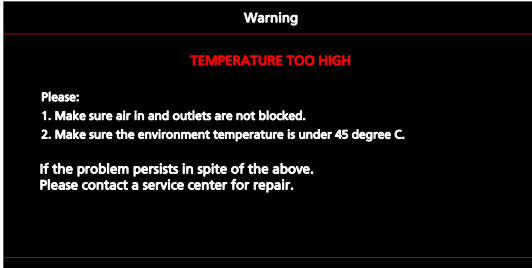 Warning
TEMPERATURE TOO HIGH
Please:
1. Make sure air in and outlets are not blocked.
2. Make sure the environment temperature is under 45 degree C.
If the problem persists in spite of the above.
Please contact a service center for repair.